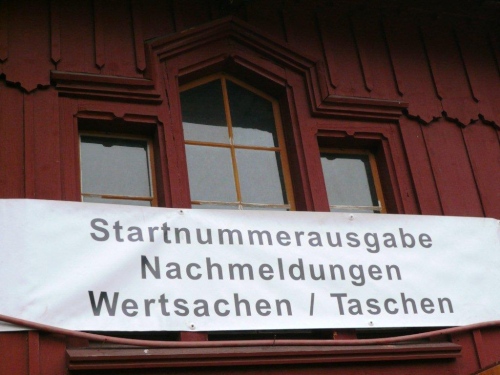 Startnummerausgabe
Nachmeldungen
Wertsachen / Taschen